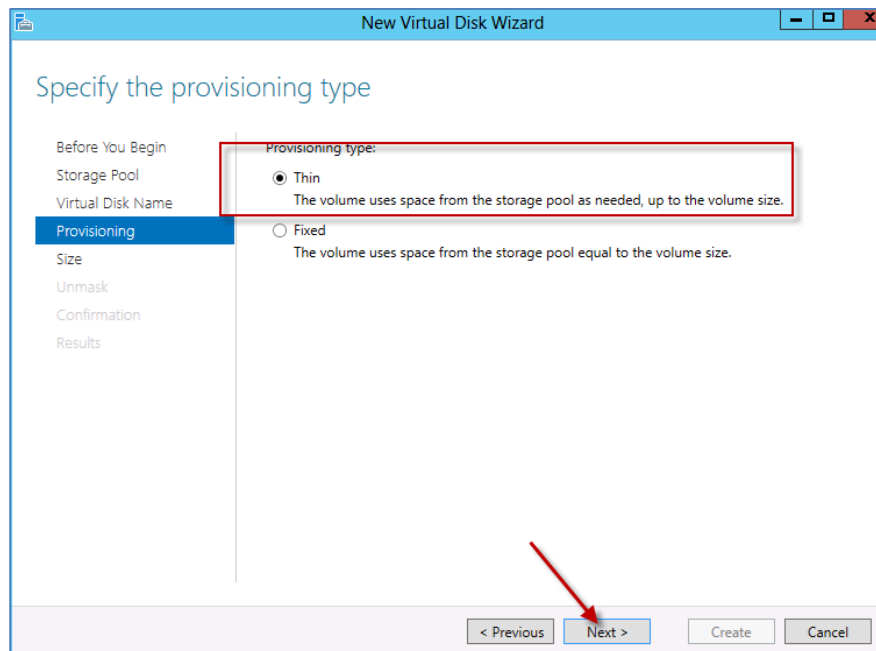 New Virtual Disk Wizard
Specify the provisioning type
Before You Begin
Storage Pool
Virtual Disk Name
Provisioning
Size
Unmask
Confirmation
Results
Provisioning type:
Thin
The volume uses space from the storage pool as needed, up to the volume size.
Fixed
The volume uses space from the storage pool equal to the volume size.
< Previous
Next >
Create
Cancel